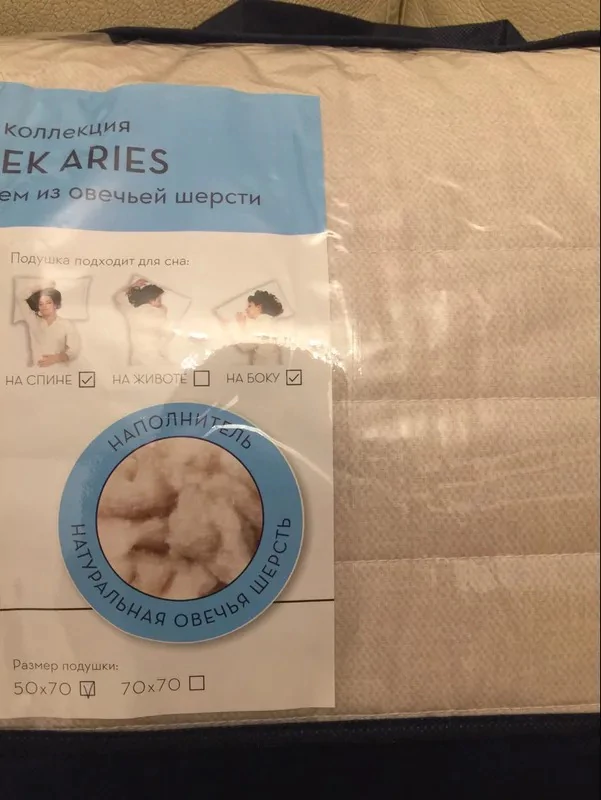 коллекция
EK ARIES
ем из овечьей шерсти
Подушка подходит для сна:
НА СПИНЕ НА ЖИВОТЕ НА БОКУ
НАПОЛНИТЕЛЬ
НАТУРАЛЬНАЯ ОВЕЧЬЯ ШЕРСТЬ
Размер подушки:
50x70 70x70